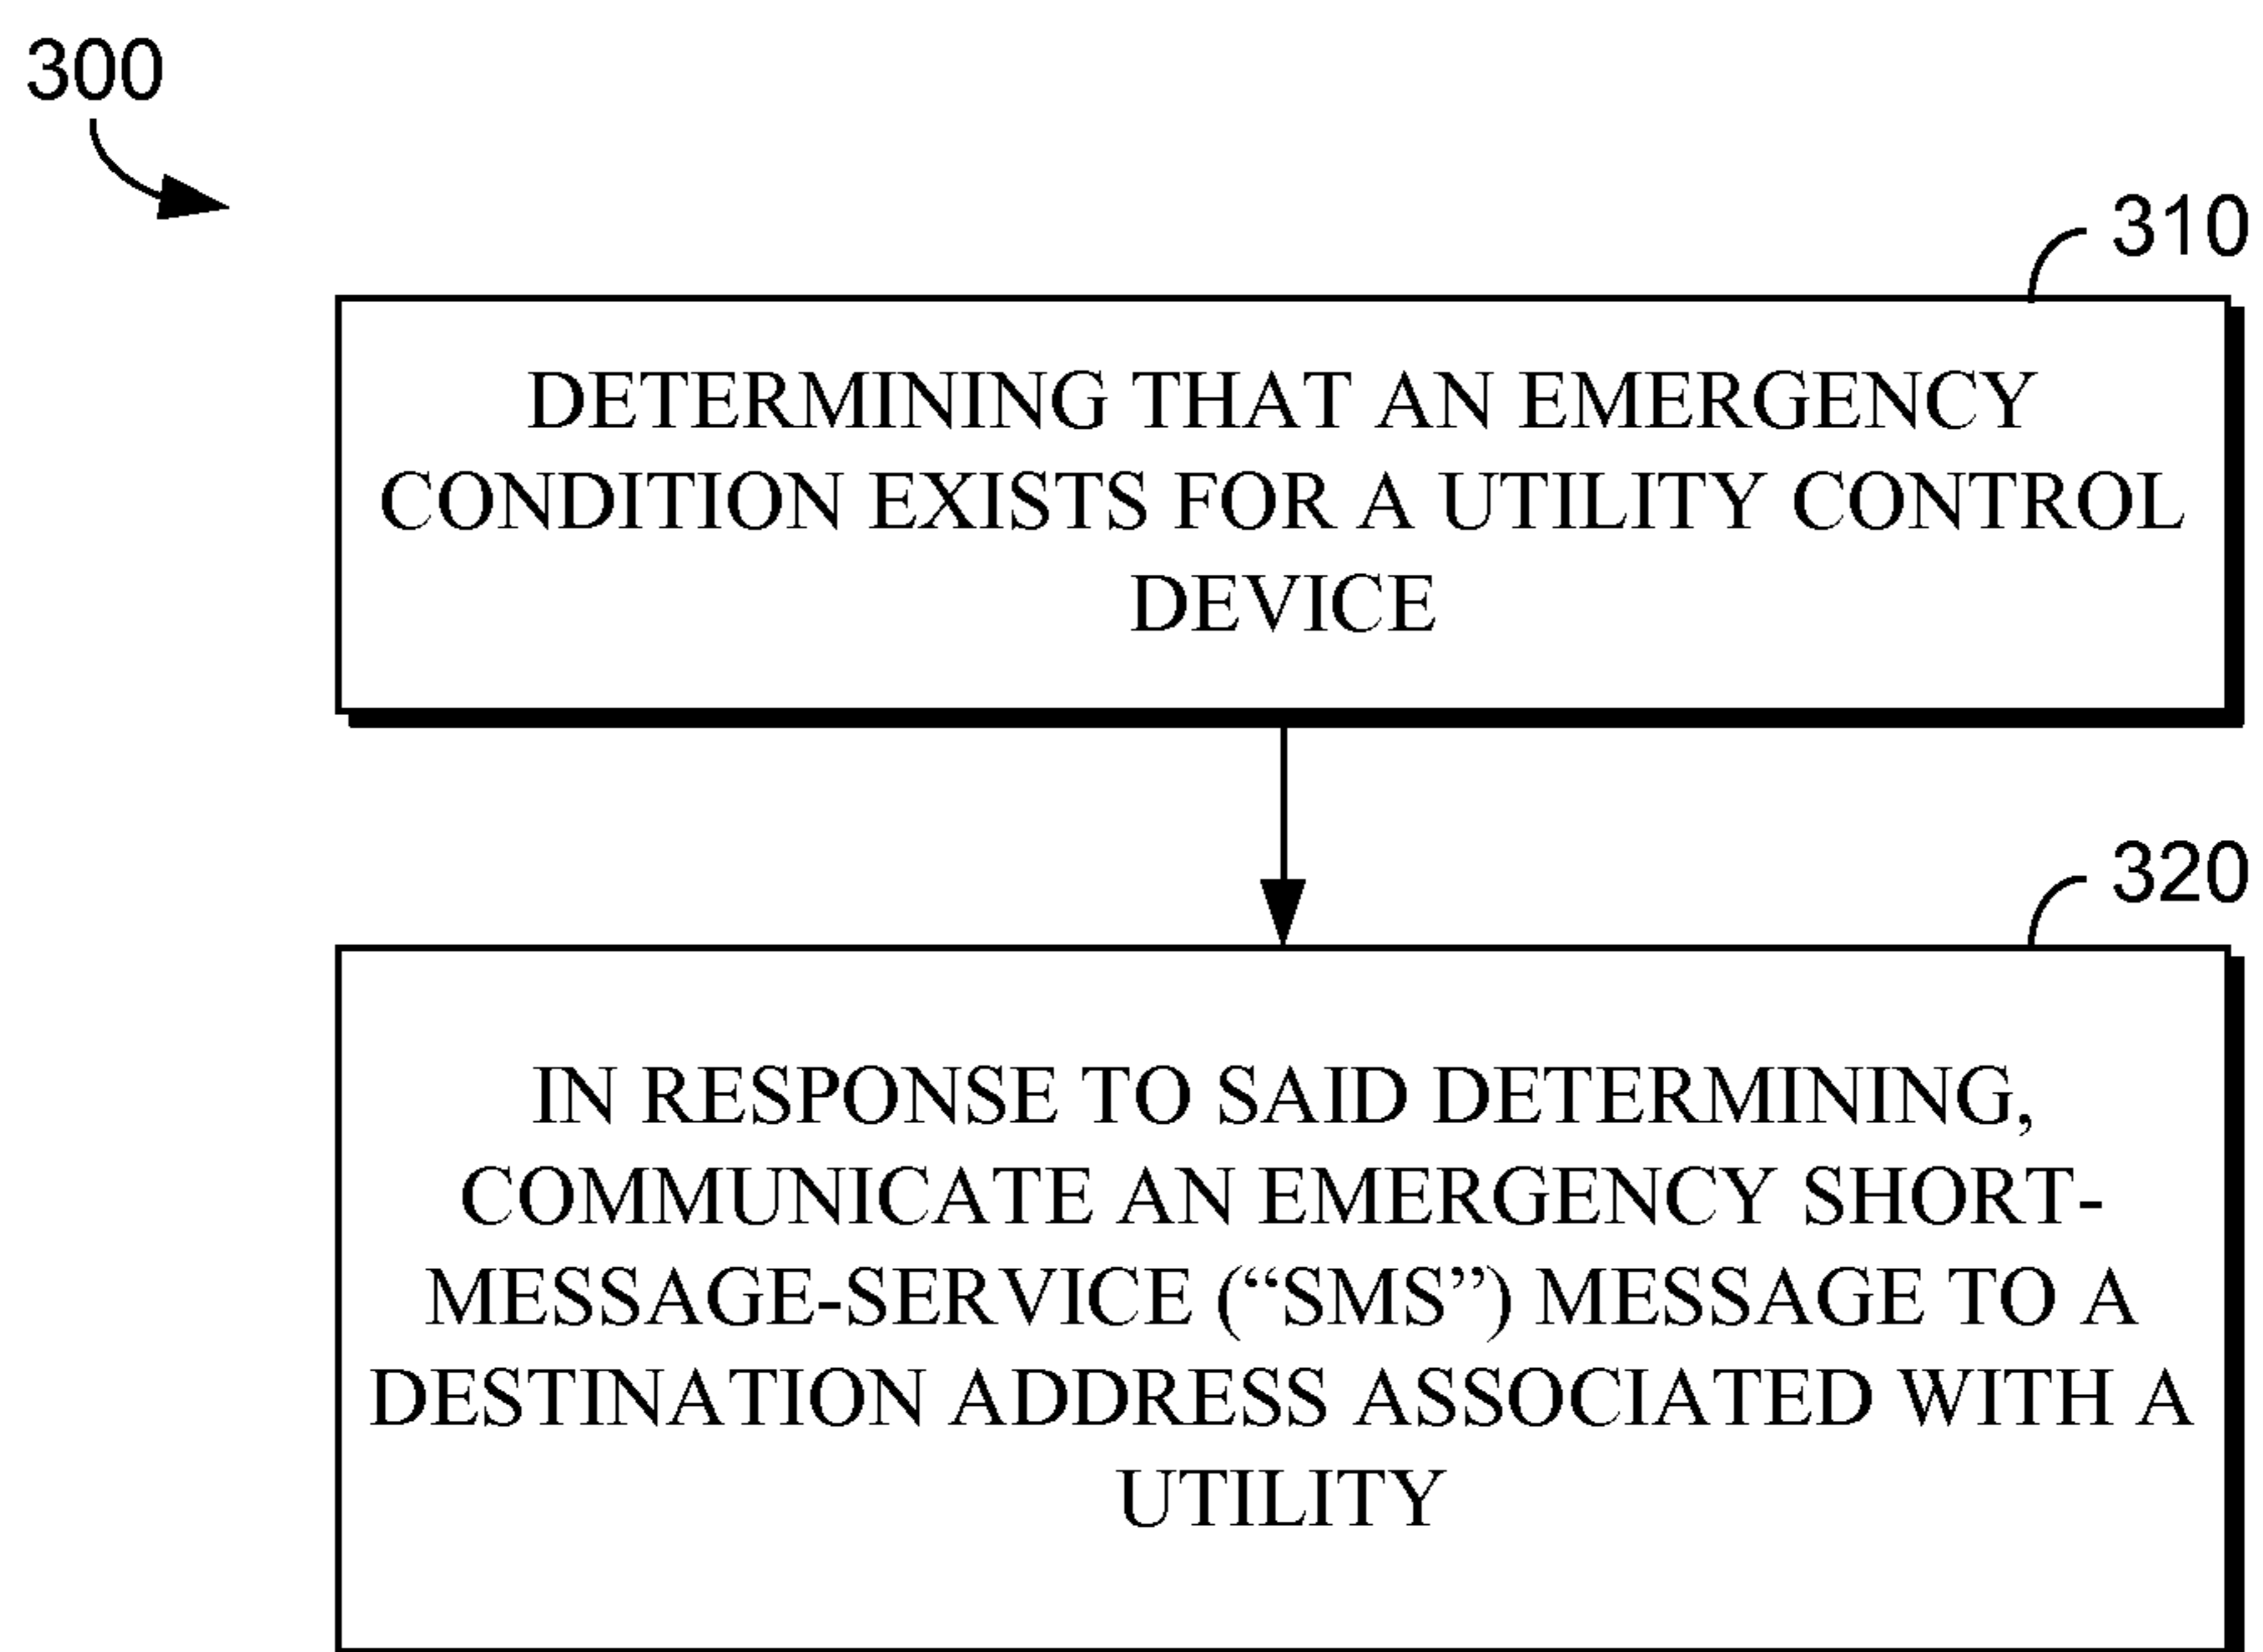 300
310
DETERMINING THAT AN EMERGENCY
CONDITION EXISTS FOR A UTILITY CONTROL
DEVICE
320
IN RESPONSE TO SAID DETERMINING,
COMMUNICATE AN EMERGENCY SHORT-
MESSAGE-SERVICE (“SMS”) MESSAGE TO A
DESTINATION ADDRESS ASSOCIATED WITH A
UTILITY